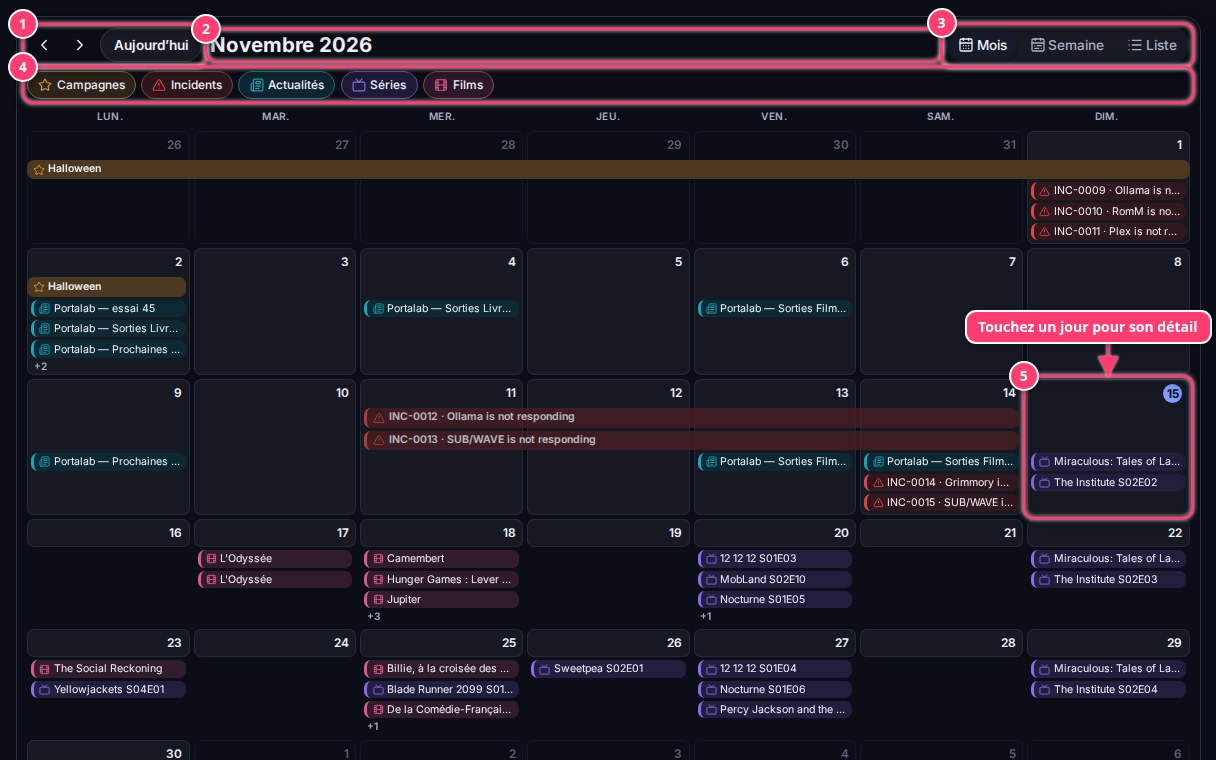 1
2
3
Aujourd'hui
Novembre 2026
Mois
Semaine
Liste
4
Campagnes
Incidents
Actualités
Séries
Films
LUN.
MAR.
MER.
JEU.
VEN.
SAM.
DIM.
26
27
28
29
30
31
1
Halloween
INC-0009 · Ollama is n...
INC-0010 · RomM is no...
INC-0011 · Plex is not r...
2
3
4
5
6
7
8
Halloween
Portalab — essai 45
Portalab — Sorties Livr...
Portalab — Sorties Film...
Portalab — Sorties Livr...
Portalab — Prochaines ...
+2
Touchez un jour pour son détail
5
9
10
11
12
13
14
15
INC-0012 · Ollama is not responding
INC-0013 · SUB/WAVE is not responding
Portalab — Prochaines ...
Portalab — Sorties Film...
Portalab — Sorties Film...
Miraculous: Tales of La...
INC-0014 · Grimmory i...
The Institute S02E02
INC-0015 · SUB/WAVE i...
16
17
18
19
20
21
22
L'Odyssée
Camembert
12 12 12 S01E03
Miraculous: Tales of La...
L'Odyssée
Hunger Games : Lever ...
MobLand S02E10
The Institute S02E03
Jupiter
Nocturne S01E05
+3
+1
23
24
25
26
27
28
29
The Social Reckoning
Billie, à la croisée des ...
Sweetpea S02E01
12 12 12 S01E04
Miraculous: Tales of La...
Yellowjackets S04E01
Blade Runner 2099 S01...
Nocturne S01E06
The Institute S02E04
De la Comédie-Françai...
Percy Jackson and the ...
+1
30
1
2
3
4
5
6